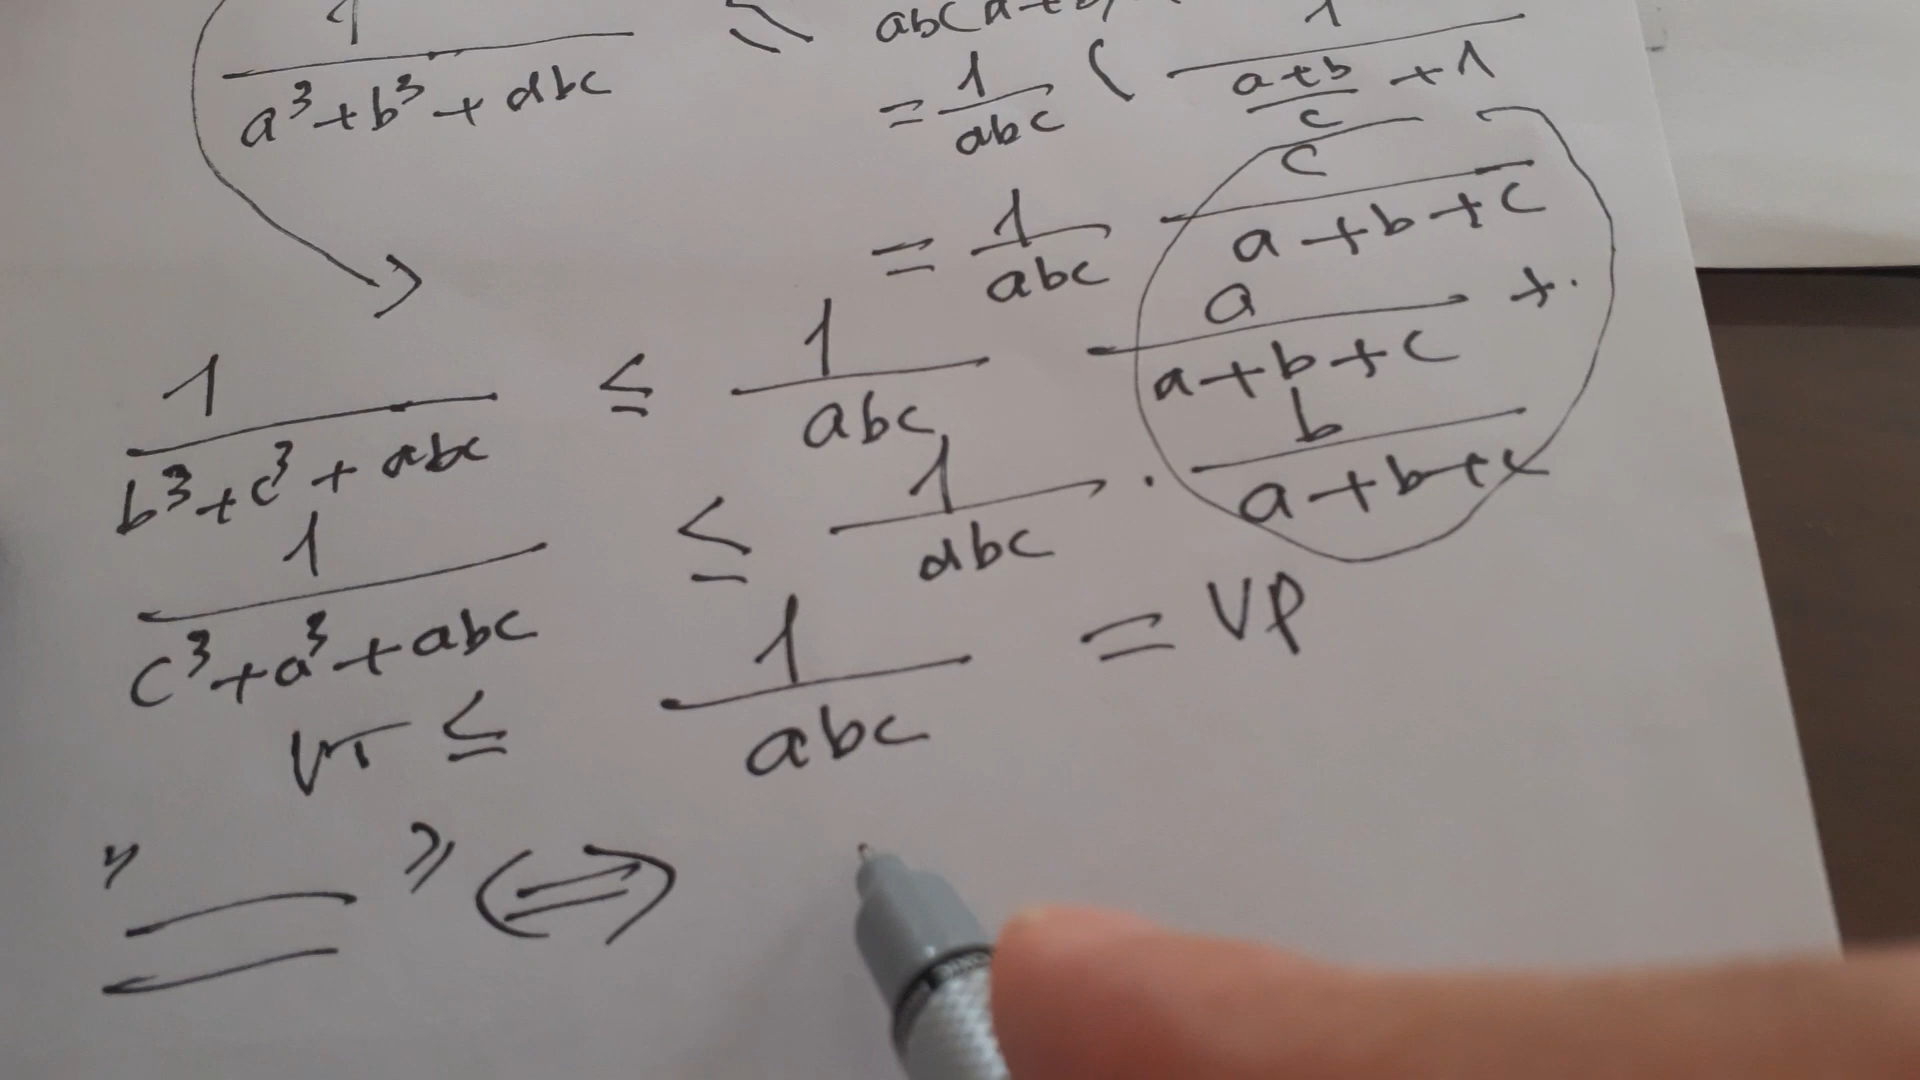 1/(a³+b³+abc) ≤
= 1/abc ( 1/((a+b)/c + 1)
= 1/abc c/(a+b+c)
1/(b³+c³+abc) ≤ 1/abc a/(a+b+c) +.
1/(c³+a³+abc) ≤ 1/abc · b/(a+b+c)
VT ≤ 1/abc = VP
" = " ⇔